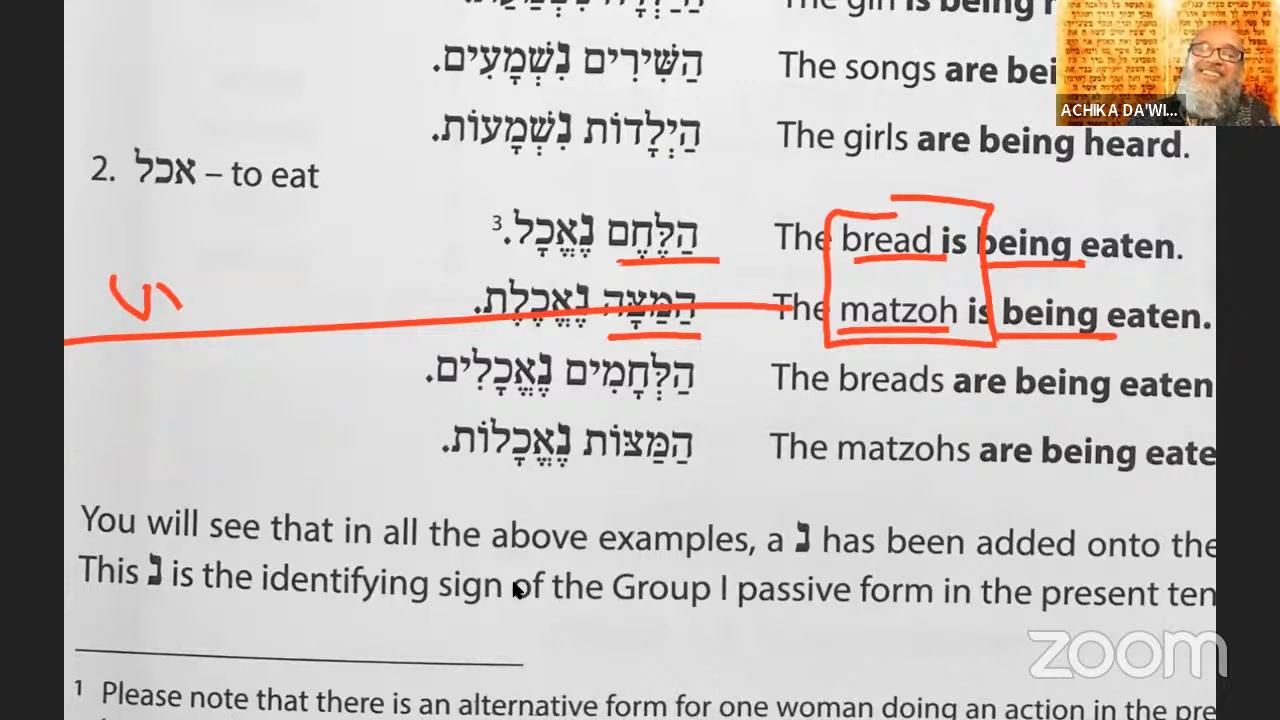 The girl is being
הַשִּׁירִים נִשְׁמָעִים. The songs are bei
הַיְלָדוֹת נִשְׁמָעוֹת. The girls are being heard.
2. אכל – to eat
הַלֶּחֶם נֶאֱכָל.³ The bread is being eaten.
הַמַּצָּה נֶאֱכֶלֶת. The matzoh is being eaten.
הַלְּחָמִים נֶאֱכָלִים. The breads are being eaten
הַמַּצּוֹת נֶאֱכָלוֹת. The matzohs are being eate
You will see that in all the above examples, a נ has been added onto the
This נ is the identifying sign of the Group I passive form in the present ten
1 Please note that there is an alternative form for one woman doing an action in the pre
ACHIKA DA'WI...
zoom